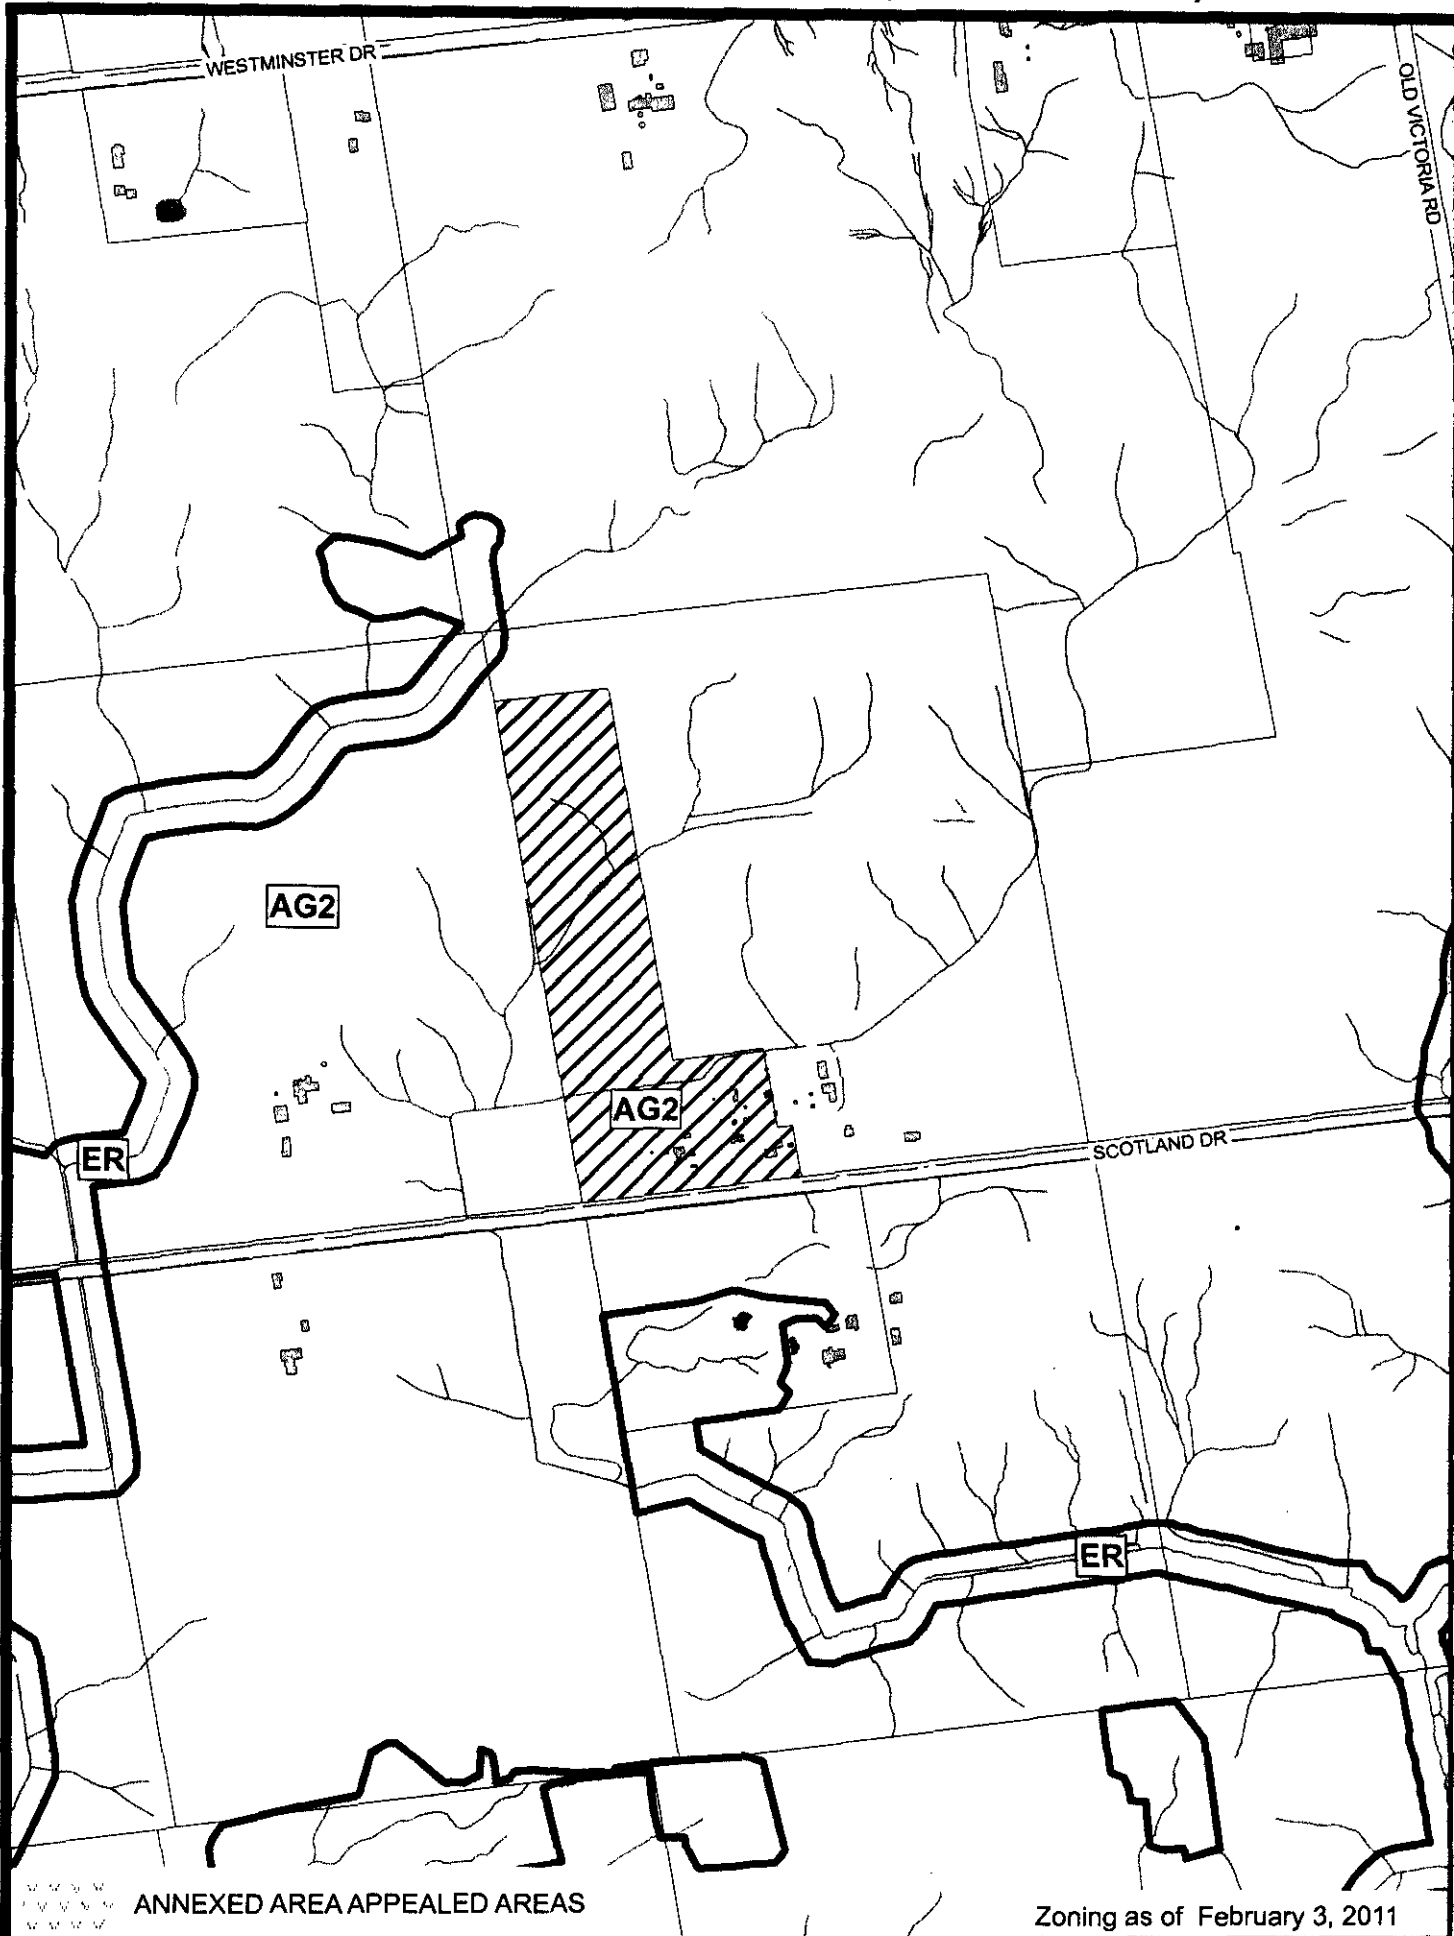 WESTMINSTER DR
OLD VICTORIA RD
AG2
AG2
SCOTLAND DR
ER
ER
ANNEXED AREA APPEALED AREAS
Zoning as of February 3, 2011